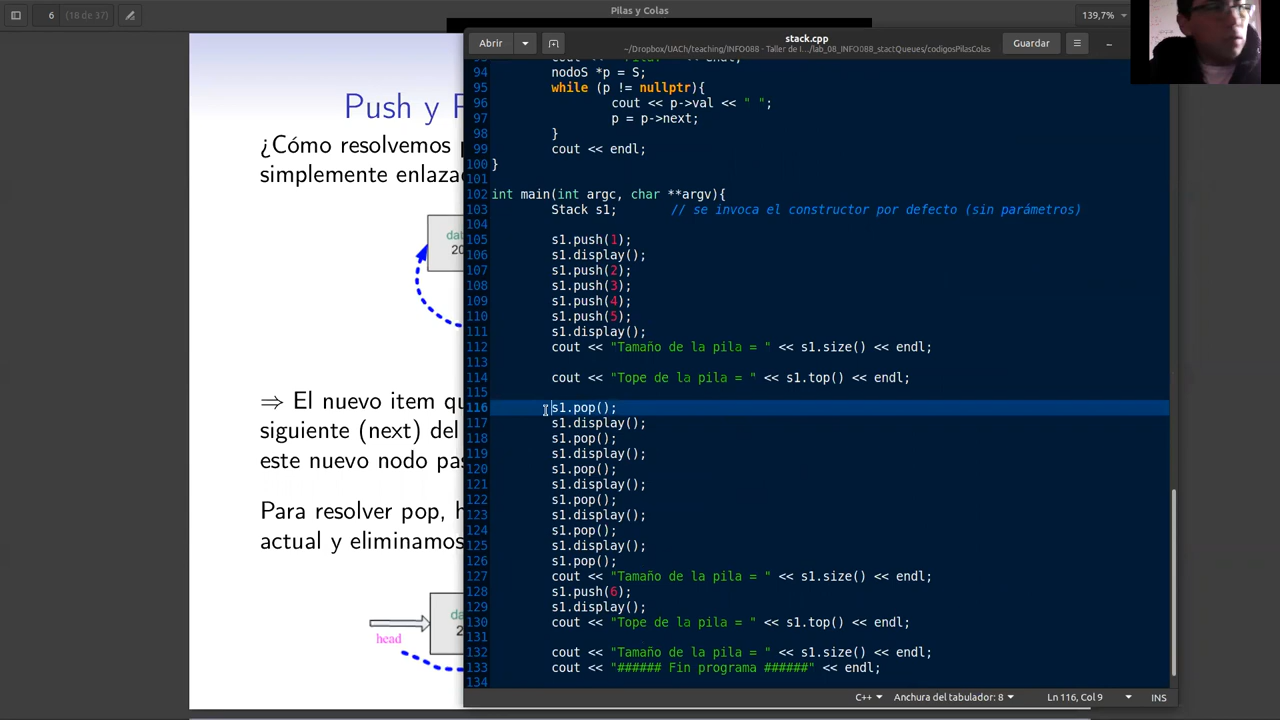 6 (18 de 37)
Pilas y Colas
139,7%
Push y P
¿Cómo resolvemos p
simplemente enlaza
dat
20
⇒ El nuevo item qu
siguiente (next) del
este nuevo nodo pas
Para resolver pop, h
actual y eliminamos
da
2
head
Abrir
stack.cpp
~/Dropbox/UACh/teaching/INFO088 - Taller de I.../lab_08_INFO088_stactQueues/codigosPilasColas
Guardar
94 nodoS *p = S;
95 while (p != nullptr){
96 cout << p->val << " ";
97 p = p->next;
98 }
99 cout << endl;
100 }
101
102 int main(int argc, char **argv){
103 Stack s1; // se invoca el constructor por defecto (sin parámetros)
104
105 s1.push(1);
106 s1.display();
107 s1.push(2);
108 s1.push(3);
109 s1.push(4);
110 s1.push(5);
111 s1.display();
112 cout << "Tamaño de la pila = " << s1.size() << endl;
113
114 cout << "Tope de la pila = " << s1.top() << endl;
115
116 s1.pop();
117 s1.display();
118 s1.pop();
119 s1.display();
120 s1.pop();
121 s1.display();
122 s1.pop();
123 s1.display();
124 s1.pop();
125 s1.display();
126 s1.pop();
127 cout << "Tamaño de la pila = " << s1.size() << endl;
128 s1.push(6);
129 s1.display();
130 cout << "Tope de la pila = " << s1.top() << endl;
131
132 cout << "Tamaño de la pila = " << s1.size() << endl;
133 cout << "###### Fin programa ######" << endl;
134
C++ Anchura del tabulador: 8 Ln 116, Col 9 INS